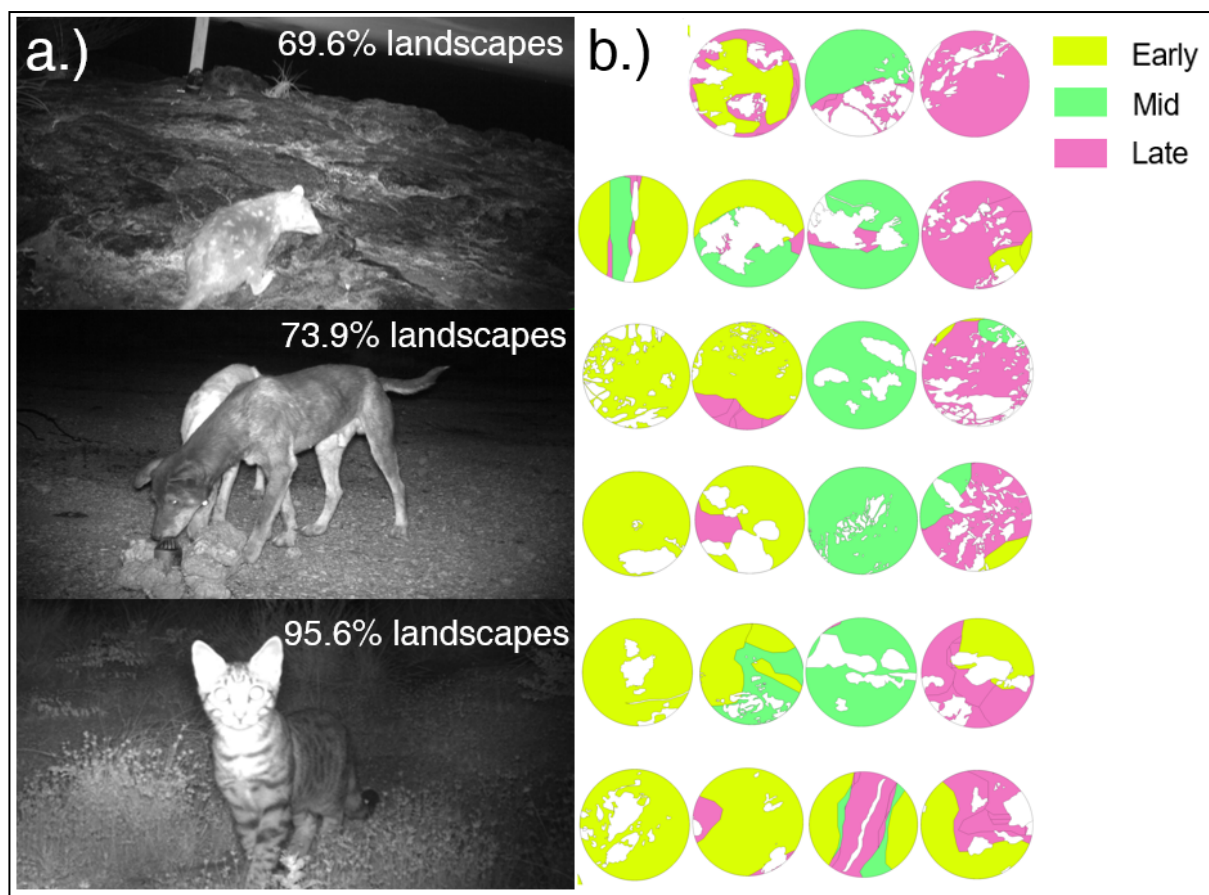 a.)
69.6% landscapes
73.9% landscapes
95.6% landscapes
b.)
Early
Mid
Late